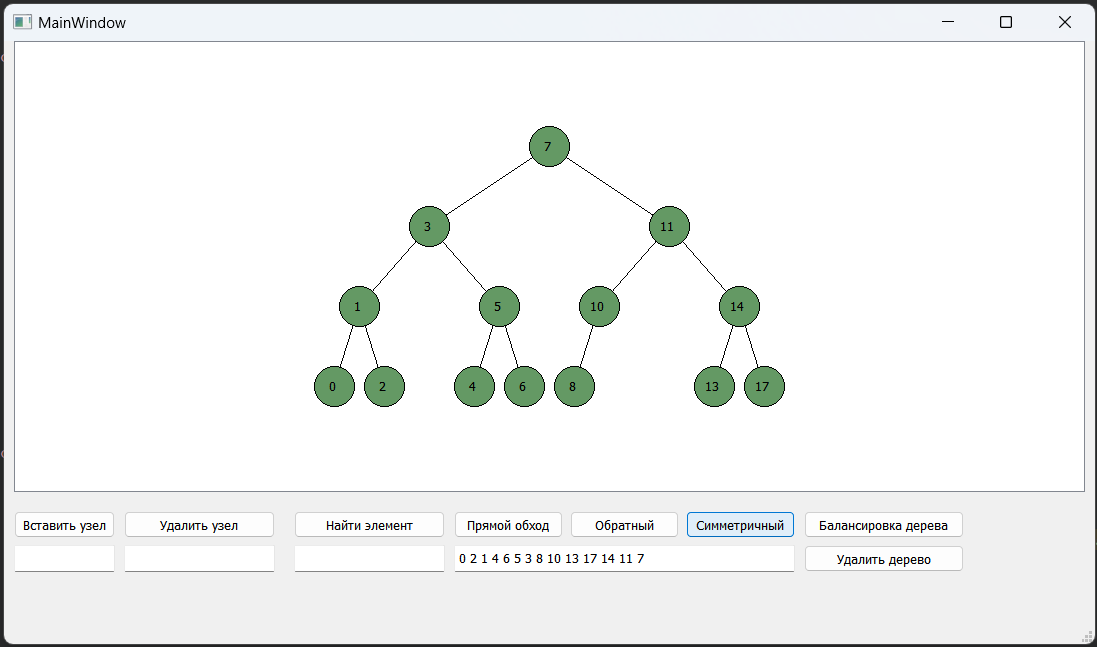 MainWindow
7
3 11
1 5 10 14
0 2 4 6 8 13 17
Вставить узел Удалить узел Найти элемент Прямой обход Обратный Симметричный Балансировка дерева
0 2 1 4 6 5 3 8 10 13 17 14 11 7 Удалить дерево